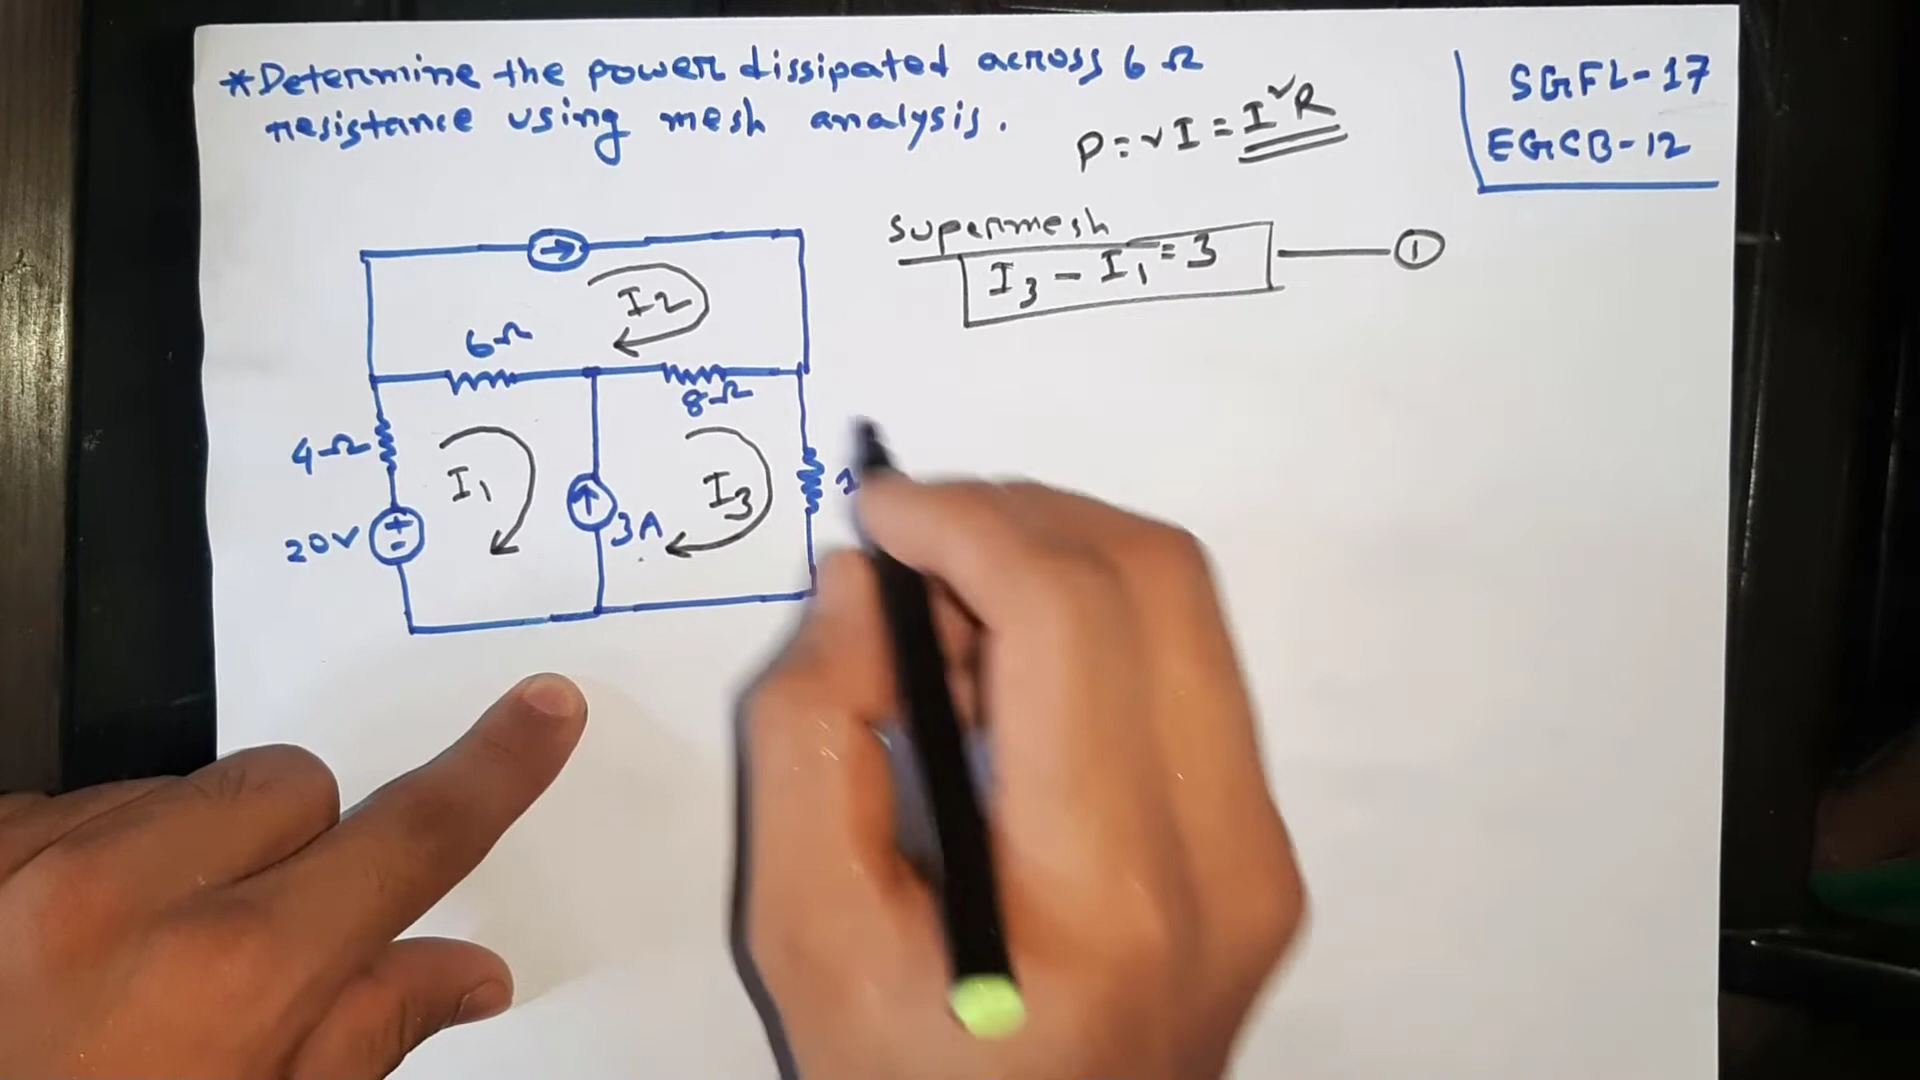 *Determine the power dissipated across 6Ω
resistance using mesh analysis.
P=VI=I²R
SGFL-17
EGCB-12
supermesh
I₃-I₁=3
①
I2
6Ω
8Ω
4Ω
I₁
I₃
20V
+
-
3A